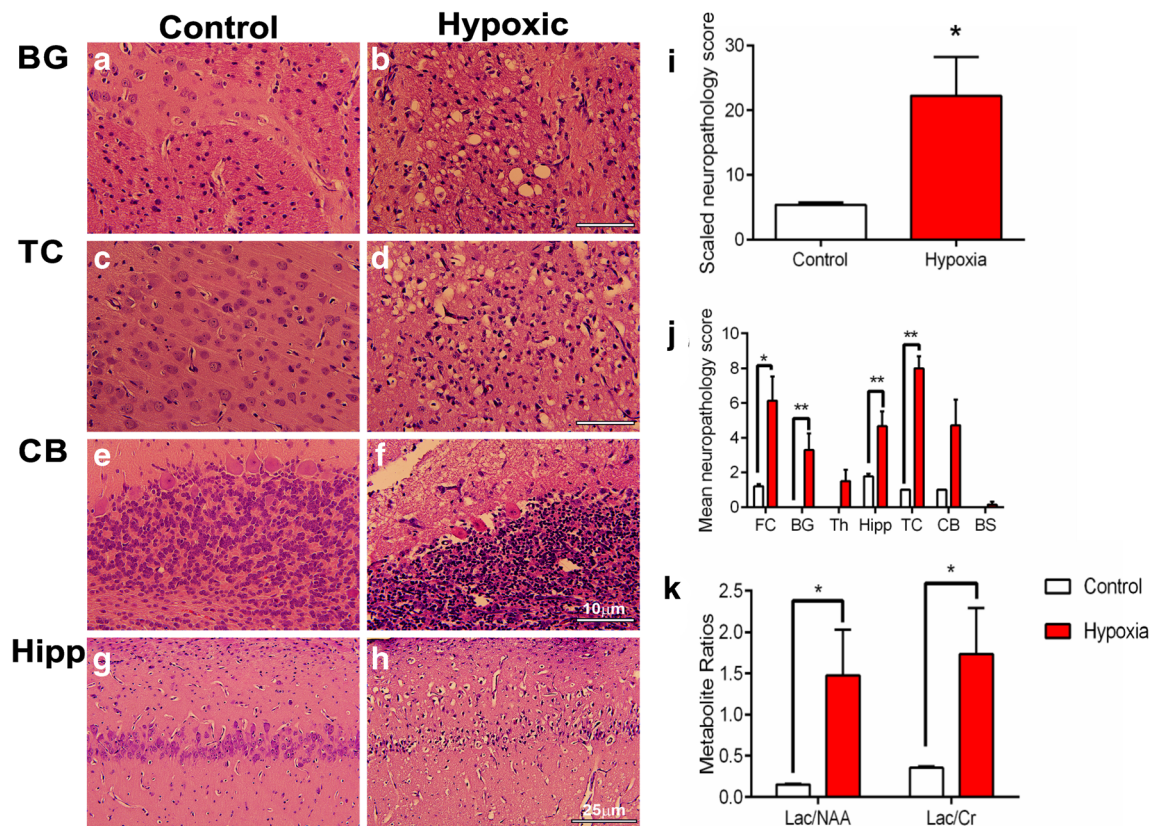 Control Hypoxic
BG
a
b
TC
c
d
CB
e
f
10μm
Hipp
g
h
25μm
i
Scaled neuropathology score
30
20
10
0
*
Control Hypoxia
j
Mean neuropathology score
10
8
6
4
2
0
* ** ** **
FC BG Th Hipp TC CB BS
k
Metabolite Ratios
2.5
2.0
1.5
1.0
0.5
0.0
* *
Lac/NAA Lac/Cr
Control
Hypoxia